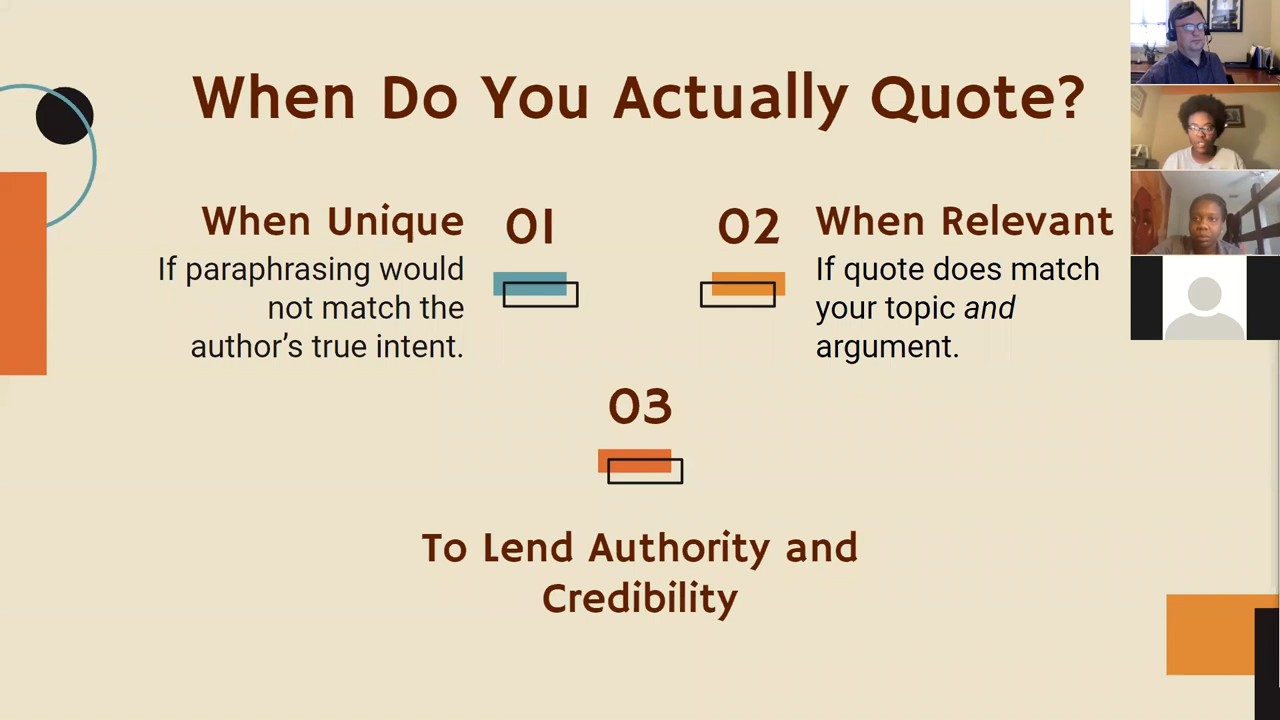 When Do You Actually Quote?
When Unique
01
If paraphrasing would
not match the
author’s true intent.
02
When Relevant
If quote does match
your topic and
argument.
03
To Lend Authority and
Credibility